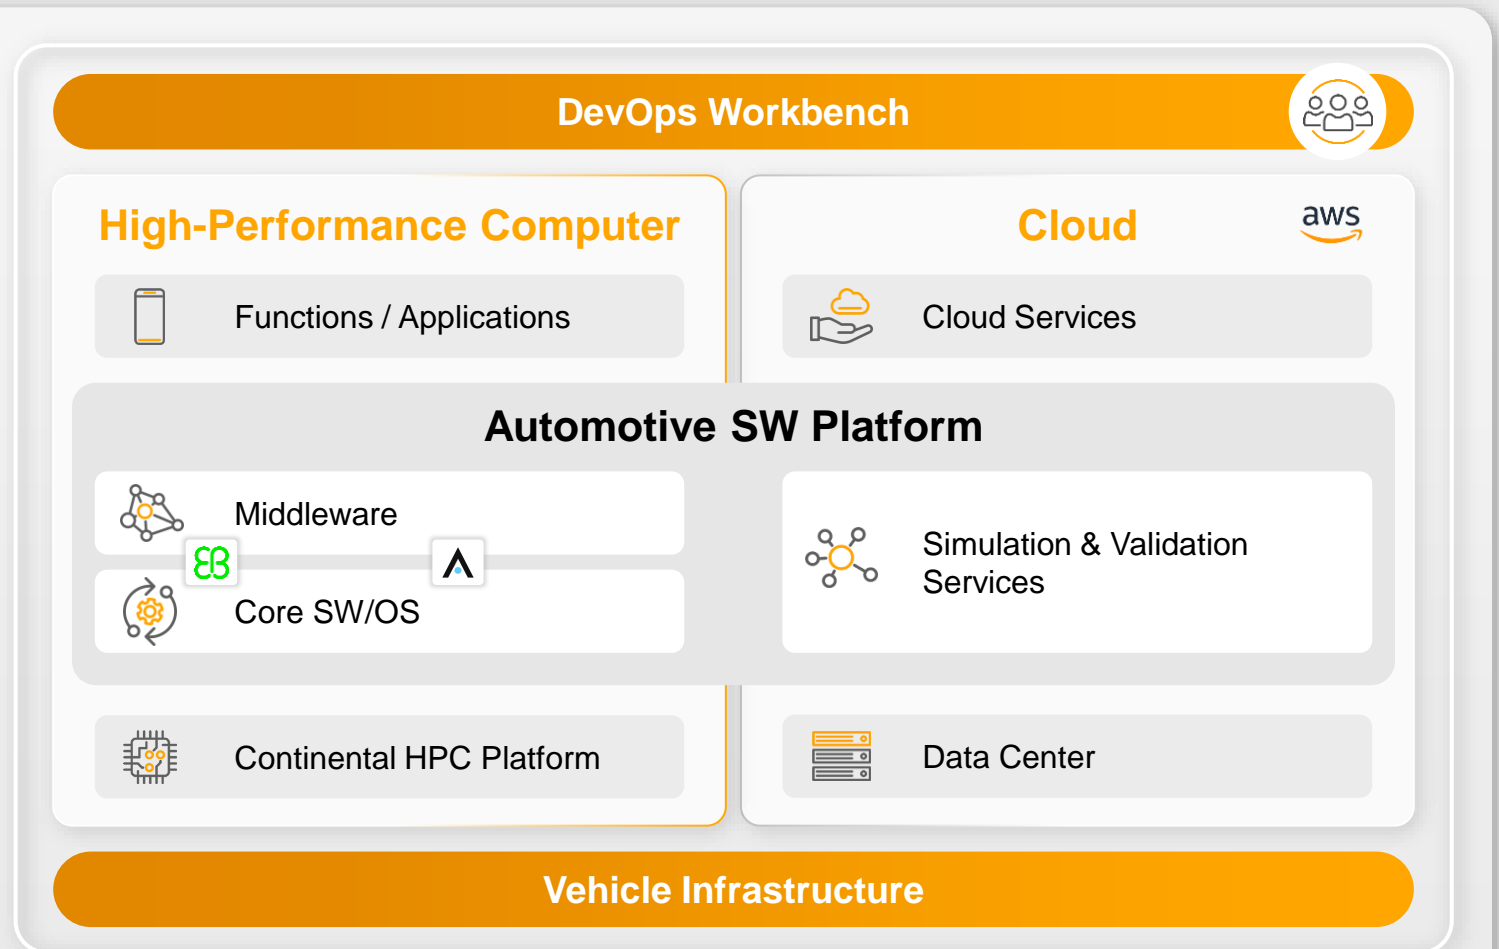 DevOps Workbench
High-Performance Computer
Functions / Applications
Cloud
aws
Cloud Services
Automotive SW Platform
Middleware
EB
Core SW/OS
Simulation & Validation
Services
Continental HPC Platform
Data Center
Vehicle Infrastructure